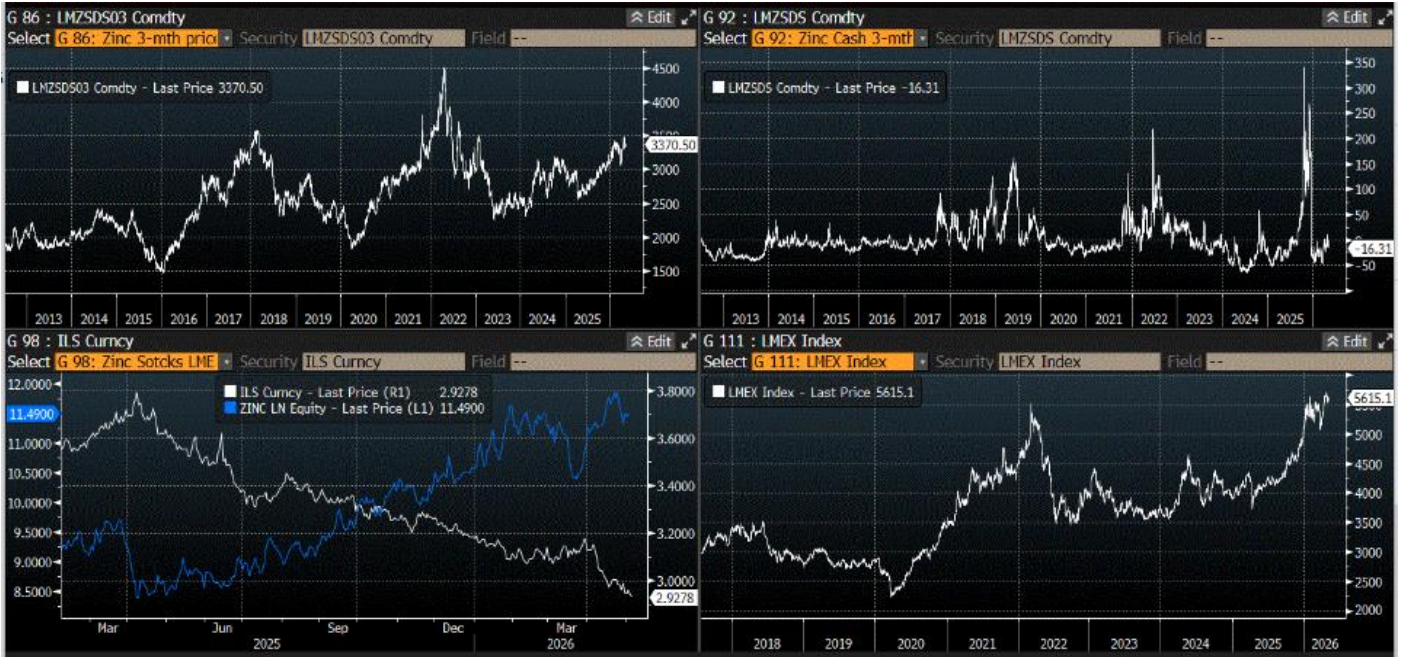 G 86 : LMZSDS03 Comdty
Edit
Select G 86: Zinc 3-mth price Security LMZSDS03 Comdty Field --
LMZSDS03 Comdty - Last Price 3370.50
4500
4000
3500
3370.50
3000
2500
2000
1500
2013 2014 2015 2016 2017 2018 2019 2020 2021 2022 2023 2024 2025
G 92 : LMZSDS Comdty
Edit
Select G 92: Zinc Cash 3-mth Security LMZSDS Comdty Field --
LMZSDS Comdty - Last Price -16.31
350
300
250
200
150
100
50
0
-16.31
-50
2013 2014 2015 2016 2017 2018 2019 2020 2021 2022 2023 2024 2025
G 98 : ILS Curncy
Edit
Select G 98: Zinc Sotcks LME Security ILS Curncy Field --
ILS Curncy - Last Price (R1) 2.9278
ZINC LN Equity - Last Price (L1) 11.4900
12.0000
11.4900
11.0000
10.5000
10.0000
9.5000
9.0000
8.5000
3.8000
3.6000
3.4000
3.2000
3.0000
2.9278
Mar Jun Sep Dec Mar
2025 2026
G 111 : LMEX Index
Edit
Select G 111: LMEX Index Security LMEX Index Field --
LMEX Index - Last Price 5615.1
5615.1
5500
5000
4500
4000
3500
3000
2500
2000
2018 2019 2020 2021 2022 2023 2024 2025 2026